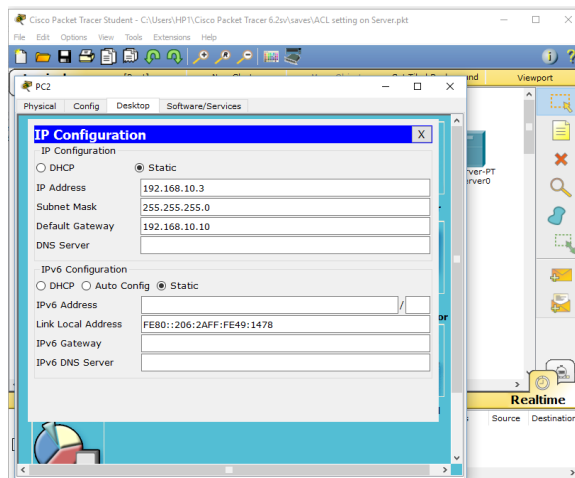 Cisco Packet Tracer Student - C:\Users\HP1\Cisco Packet Tracer 6.2sv\saves\ACL setting on Server.pkt
File Edit Options View Tools Extensions Help
Viewport
PC2
Physical Config Desktop Software/Services
IP Configuration X
IP Configuration
DHCP Static
IP Address 192.168.10.3
Subnet Mask 255.255.255.0
Default Gateway 192.168.10.10
DNS Server
IPv6 Configuration
DHCP Auto Config Static
IPv6 Address /
Link Local Address FE80::206:2AFF:FE49:1478
IPv6 Gateway
IPv6 DNS Server
rver-PT
erver0
or
Realtime
Source Destination